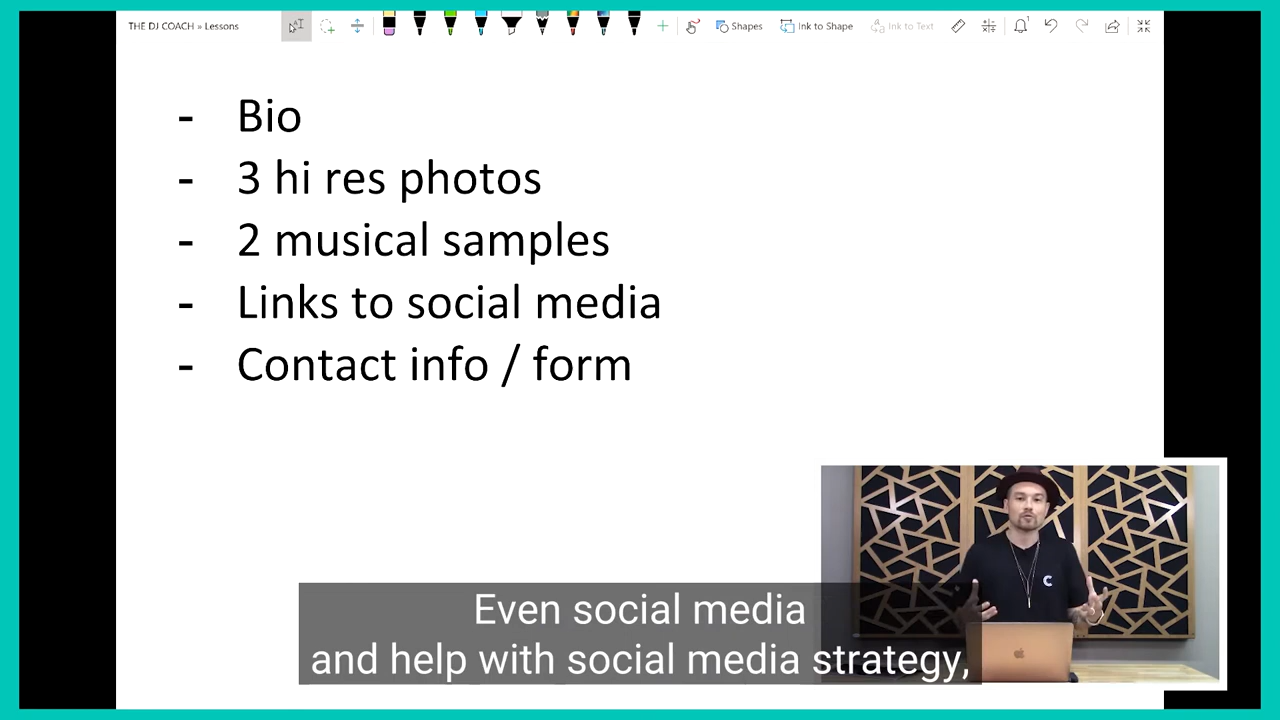 THE DJ COACH » Lessons
Shapes
Ink to Shape
Ink to Text
- Bio
- 3 hi res photos
- 2 musical samples
- Links to social media
- Contact info / form
C
Even social media
and help with social media strategy,